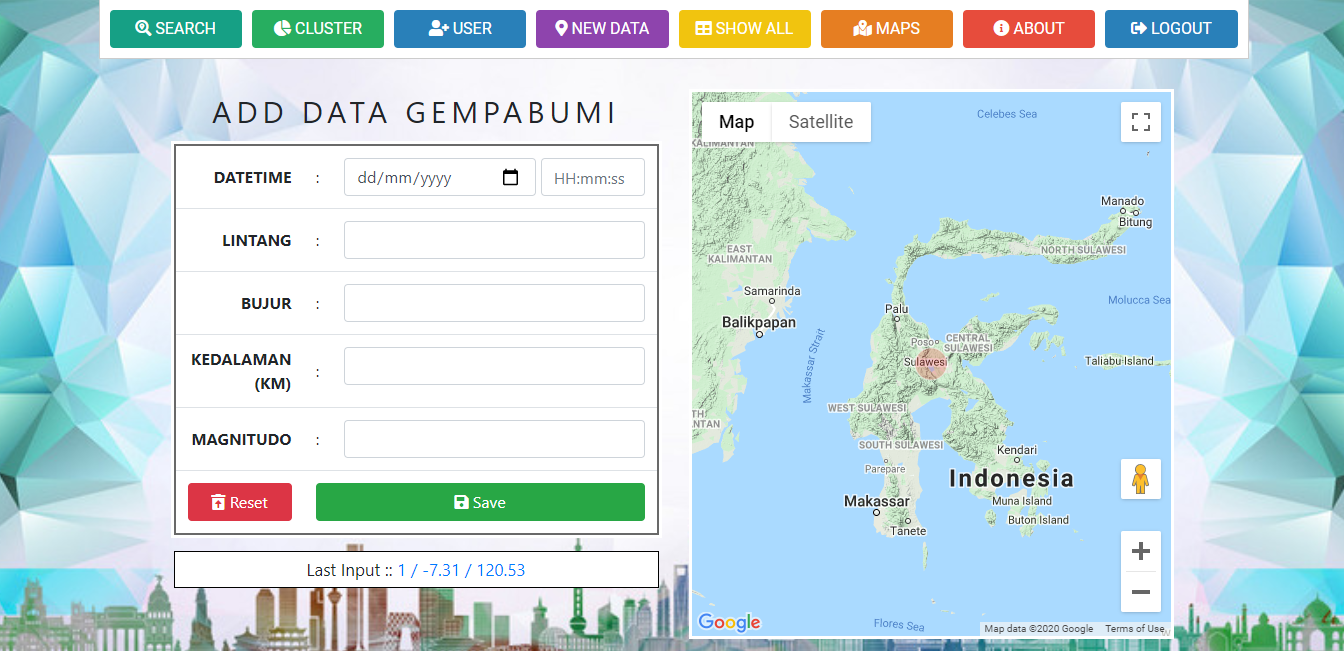 SEARCH CLUSTER USER NEW DATA SHOW ALL MAPS ABOUT LOGOUT
ADD DATA GEMPABUMI
DATETIME : dd/mm/yyyy HH:mm:ss
LINTANG :
BUJUR :
KEDALAMAN
(KM) :
MAGNITUDO :
Reset Save
Last Input :: 1 / -7.31 / 120.53
Map Satellite
Celebes Sea
KALIMANTAN
Manado
Bitung
EAST
KALIMANTAN
NORTH SULAWESI
Samarinda
Molucca Sea
Palu
Balikpapan
Makassar Strait
Poso
CENTRAL
SULAWESI
Sulawesi
Taliabu Island
WEST SULAWESI
TH
NTAN
SOUTH SULAWESI
Kendari
Parepare
Indonesia
Makassar
Muna Island
Buton Island
Tanete
Flores Sea
Google
Map data ©2020 Google Terms of Use